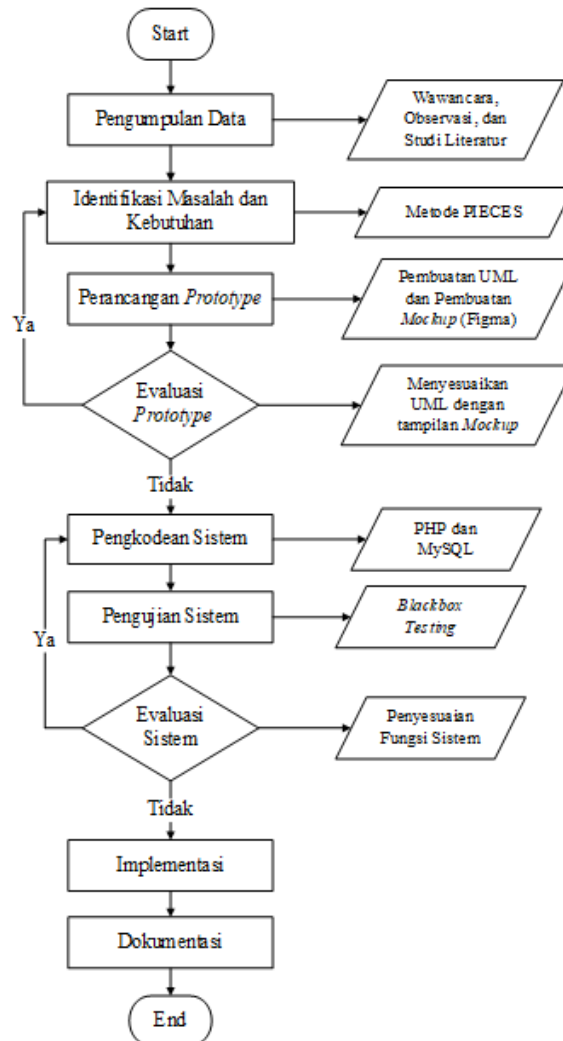 Start
Pengumpulan Data
Wawancara,
Observasi, dan
Studi Literatur
Identifikasi Masalah dan
Kebutuhan
Metode PIECES
Perancangan Prototype
Pembuatan UML
dan Pembuatan
Mockup (Figma)
Ya
Evaluasi
Prototype
Menyesuaikan
UML dengan
tampilan Mockup
Tidak
Pengkodean Sistem
PHP dan
MySQL
Pengujian Sistem
Blackbox
Testing
Ya
Evaluasi
Sistem
Penyesuaian
Fungsi Sistem
Tidak
Implementasi
Dokumentasi
End